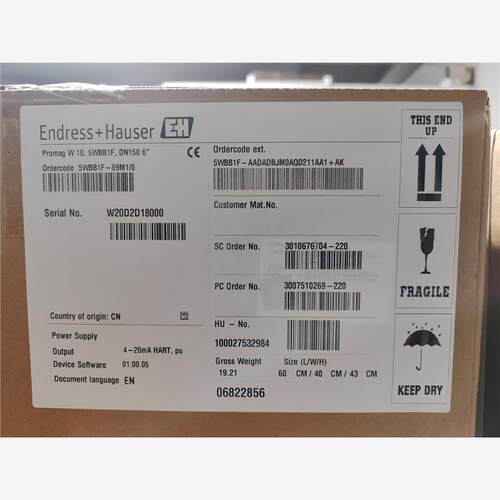 Endress+Hauser EH
Promag W 10, 5WBB1F, DN150 6"
Ordercode 5WBB1F-89M1/0
CE
Ordercode ext.
5WBB1F-AADADBJM0AQD211AA1+AK
Customer Mat.No.
Serial No. W20D2D18000
SC Order No. 3010676704-220
PC Order No. 3007510269-220
Country of origin: CN
HU - No.
100027532984
Power Supply
Output 4-20mA HART, pu
Device Software 01.00.05
Document language EN
Gross Weight Size (L/W/H)
19.21 60 CM / 40 CM / 43 CM
06822856
THIS END
UP
FRAGILE
KEEP DRY